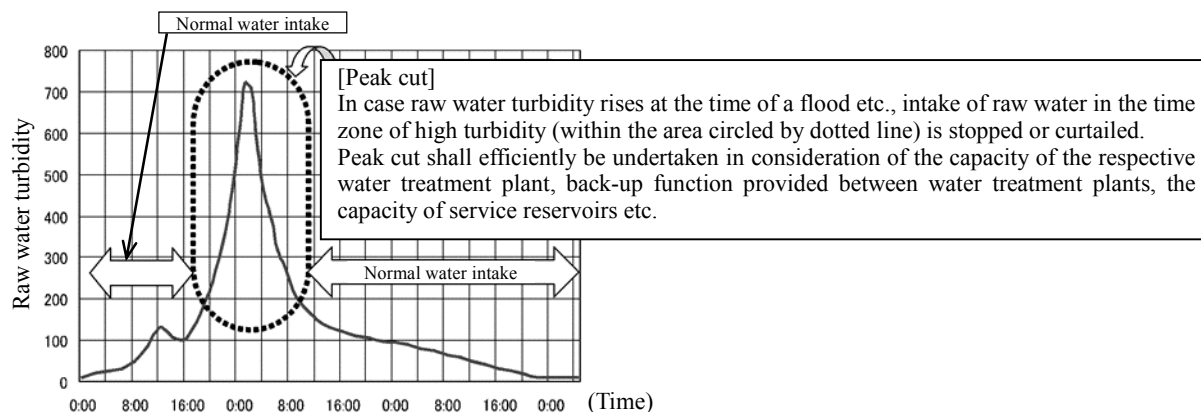 Normal water intake
[Peak cut]
In case raw water turbidity rises at the time of a flood etc., intake of raw water in the time
zone of high turbidity (within the area circled by dotted line) is stopped or curtailed.
Peak cut shall efficiently be undertaken in consideration of the capacity of the respective
water treatment plant, back-up function provided between water treatment plants, the
capacity of service reservoirs etc.
Raw water turbidity
800
700
600
500
400
300
200
100
0
Normal water intake
0:00 8:00 16:00 0:00 8:00 16:00 0:00 8:00 16:00 0:00 (Time)